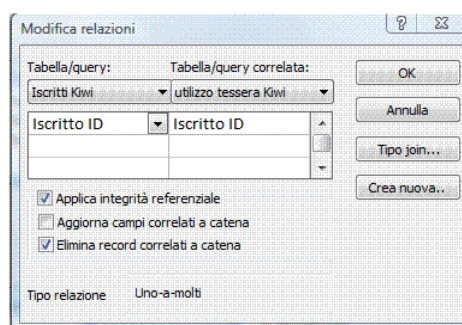 Modifica relazioni
Tabella/query: Tabella/query correlata:
Iscritti Kiwi utilizzo tessera Kiwi
Iscritto ID Iscritto ID
Applica integrità referenziale
Aggiorna campi correlati a catena
Elimina record correlati a catena
Tipo relazione Uno-a-molti
OK
Annulla
Tipo join...
Crea nuova..